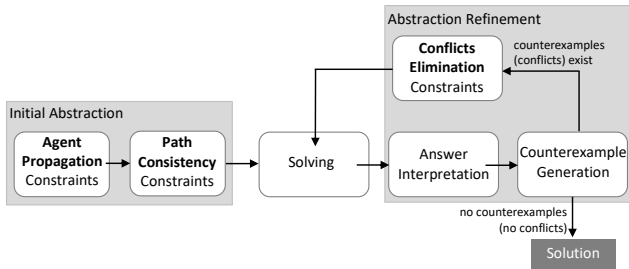 Abstraction Refinement
Conflicts
Elimination
Constraints
counterexamples
(conflicts) exist
Initial Abstraction
Agent
Propagation
Constraints
Path
Consistency
Constraints
Solving
Answer
Interpretation
Counterexample
Generation
no counterexamples
(no conflicts)
Solution